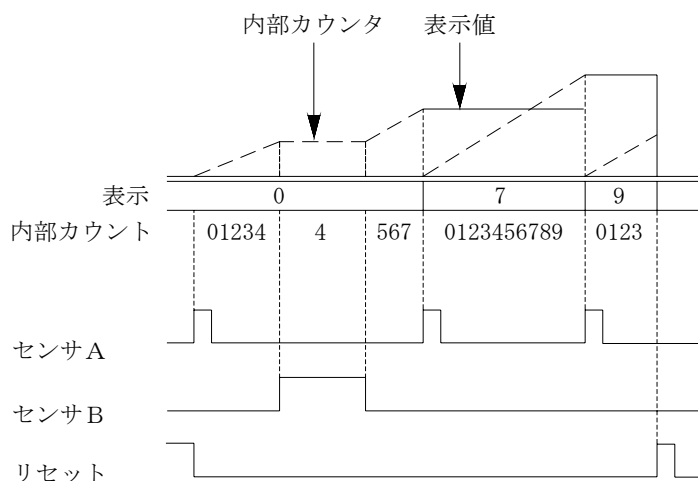 内部カウンタ 表示値
表示 0 7 9
内部カウント 01234 4 567 0123456789 0123
センサA
センサB
リセット